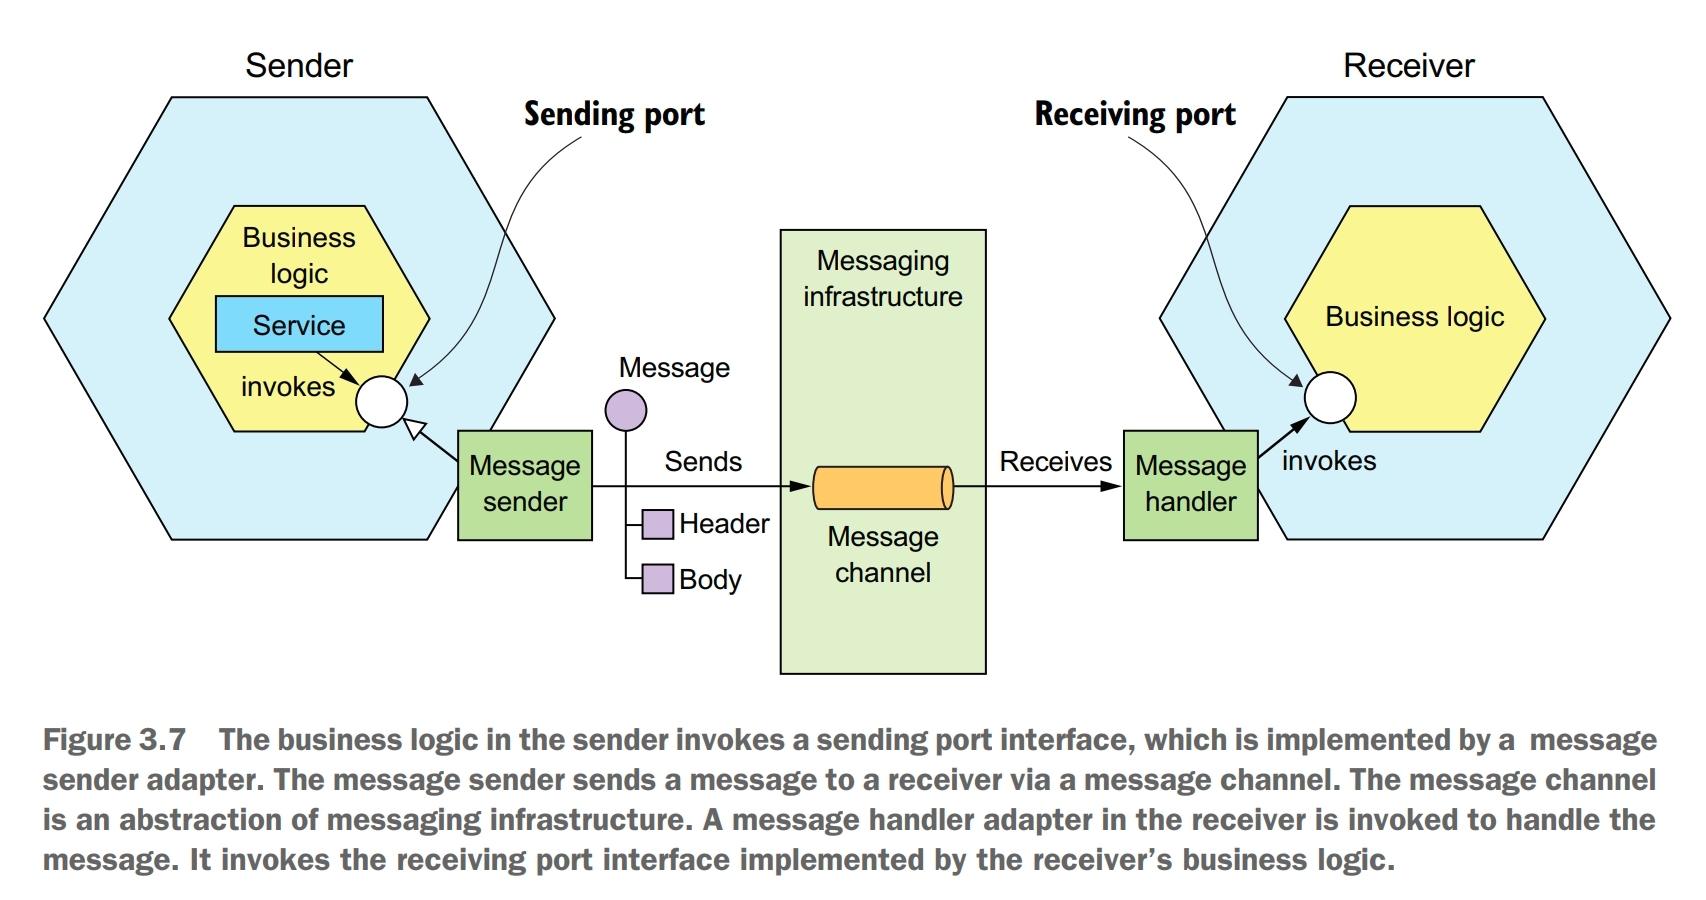 Sender
Receiver
Sending port
Receiving port
Business
logic
Service
invokes
Message
sender
Message
Sends
Header
Body
Messaging
infrastructure
Message
channel
Receives
Message
handler
invokes
Business logic
Figure 3.7 The business logic in the sender invokes a sending port interface, which is implemented by a message
sender adapter. The message sender sends a message to a receiver via a message channel. The message channel
is an abstraction of messaging infrastructure. A message handler adapter in the receiver is invoked to handle the
message. It invokes the receiving port interface implemented by the receiver’s business logic.